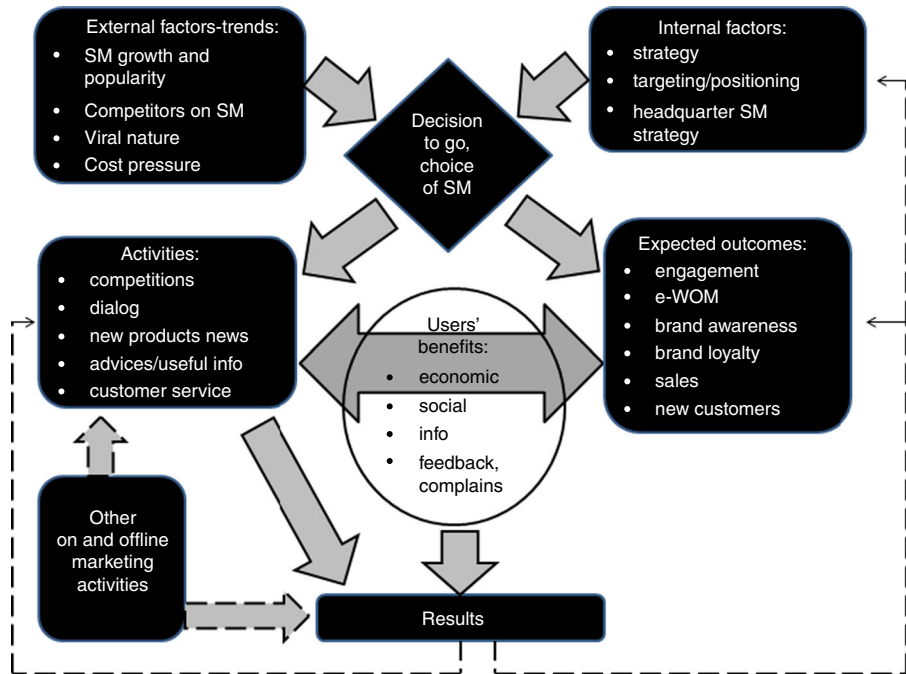 External factors-trends:
• SM growth and
popularity
• Competitors on SM
• Viral nature
• Cost pressure
Internal factors:
• strategy
• targeting/positioning
• headquarter SM
strategy
Decision
to go,
choice
of SM
Activities:
• competitions
• dialog
• new products news
• advices/useful info
• customer service
Users’
benefits:
• economic
• social
• info
• feedback,
complains
Expected outcomes:
• engagement
• e-WOM
• brand awareness
• brand loyalty
• sales
• new customers
Other
on and offline
marketing
activities
Results